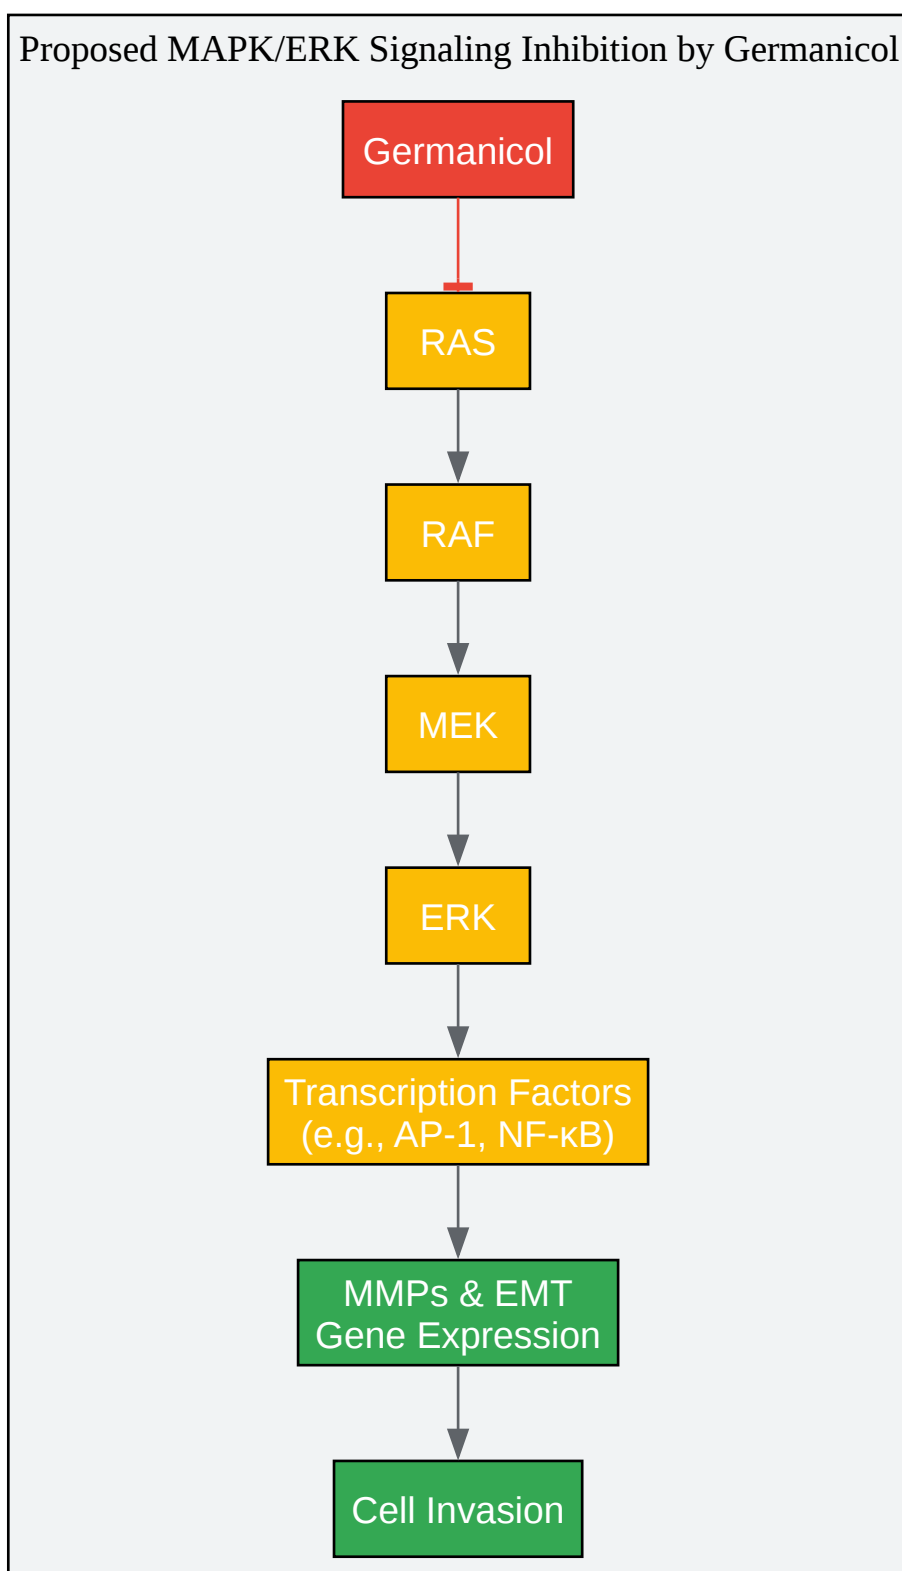 Proposed MAPK/ERK Signaling Inhibition by Germanicol
Germanicol
RAS
RAF
MEK
ERK
Transcription Factors
(e.g., AP-1, NF-κB)
MMPs & EMT
Gene Expression
Cell Invasion